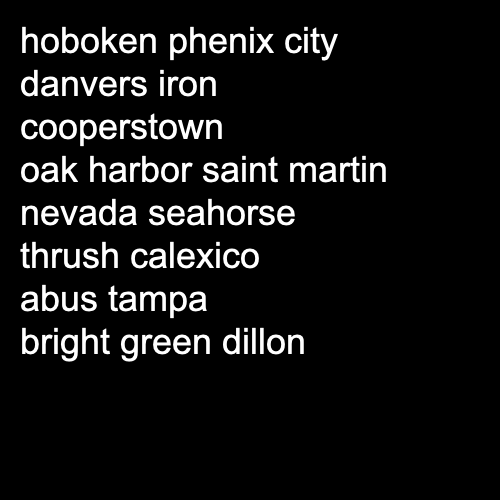 hoboken phenix city
danvers iron
cooperstown
oak harbor saint martin
nevada seahorse
thrush calexico
abus tampa
bright green dillon